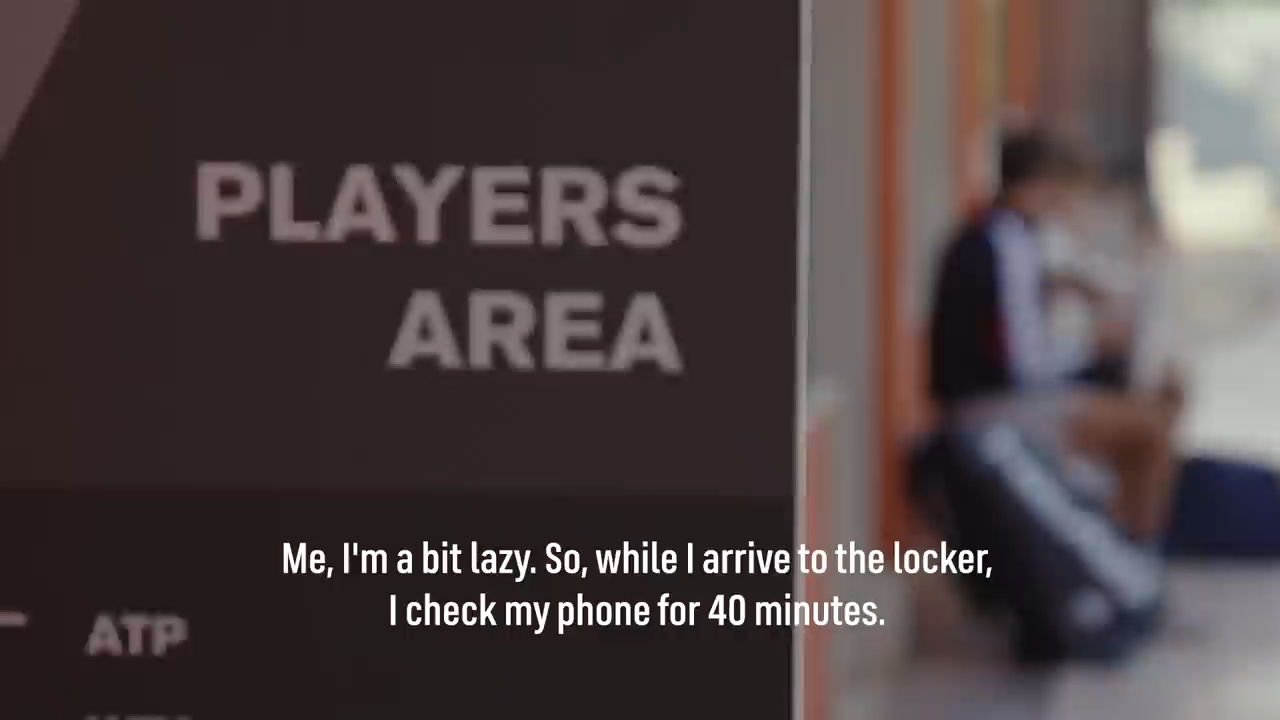 PLAYERS
AREA
Me, I'm a bit lazy. So, while I arrive to the locker,
I check my phone for 40 minutes.
ATP